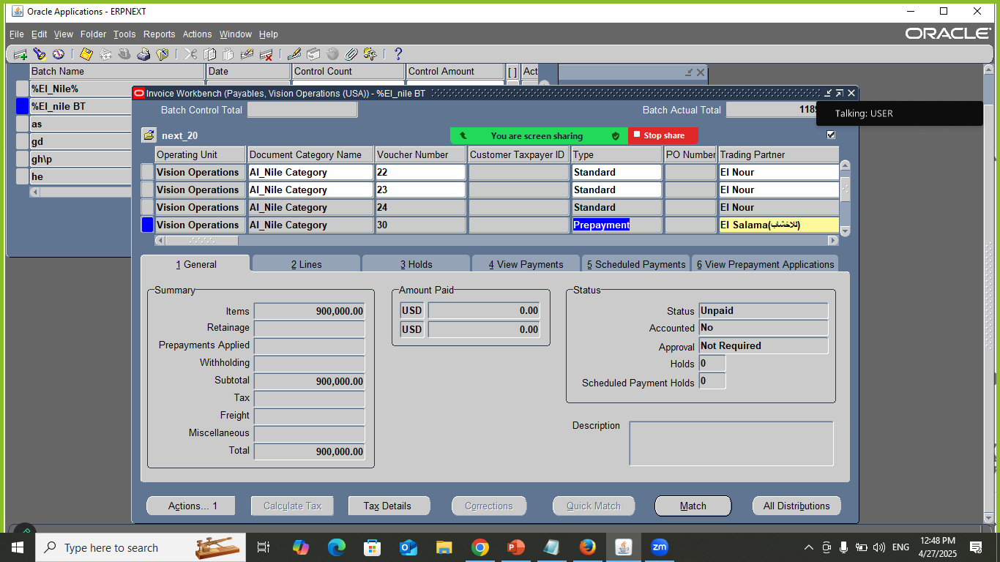 Oracle Applications - ERPNEXT
File Edit View Folder Tools Reports Actions Window Help
ORACLE
Batch Name Date Control Count Control Amount [ ] Act
%El_Nile%
%El_nile BT
as
gd
gh\p
he
Invoice Workbench (Payables, Vision Operations (USA)) - %El_nile BT
Batch Control Total Batch Actual Total
Talking: USER
next_20
You are screen sharing Stop share
Operating Unit Document Category Name Voucher Number Customer Taxpayer ID Type PO Number Trading Partner
Vision Operations Al_Nile Category 22 Standard El Nour
Vision Operations Al_Nile Category 23 Standard El Nour
Vision Operations Al_Nile Category 24 Standard El Nour
Vision Operations Al_Nile Category 30 Prepayment El Salama(للاخشاب)
1 General 2 Lines 3 Holds 4 View Payments 5 Scheduled Payments 6 View Prepayment Applications
Summary
Items 900,000.00
Retainage
Prepayments Applied
Withholding
Subtotal 900,000.00
Tax
Freight
Miscellaneous
Total 900,000.00
Amount Paid
USD 0.00
USD 0.00
Status
Status Unpaid
Accounted No
Approval Not Required
Holds 0
Scheduled Payment Holds 0
Description
Actions... 1 Calculate Tax Tax Details Corrections Quick Match Match All Distributions
Type here to search
zm
ENG
12:48 PM
4/27/2025